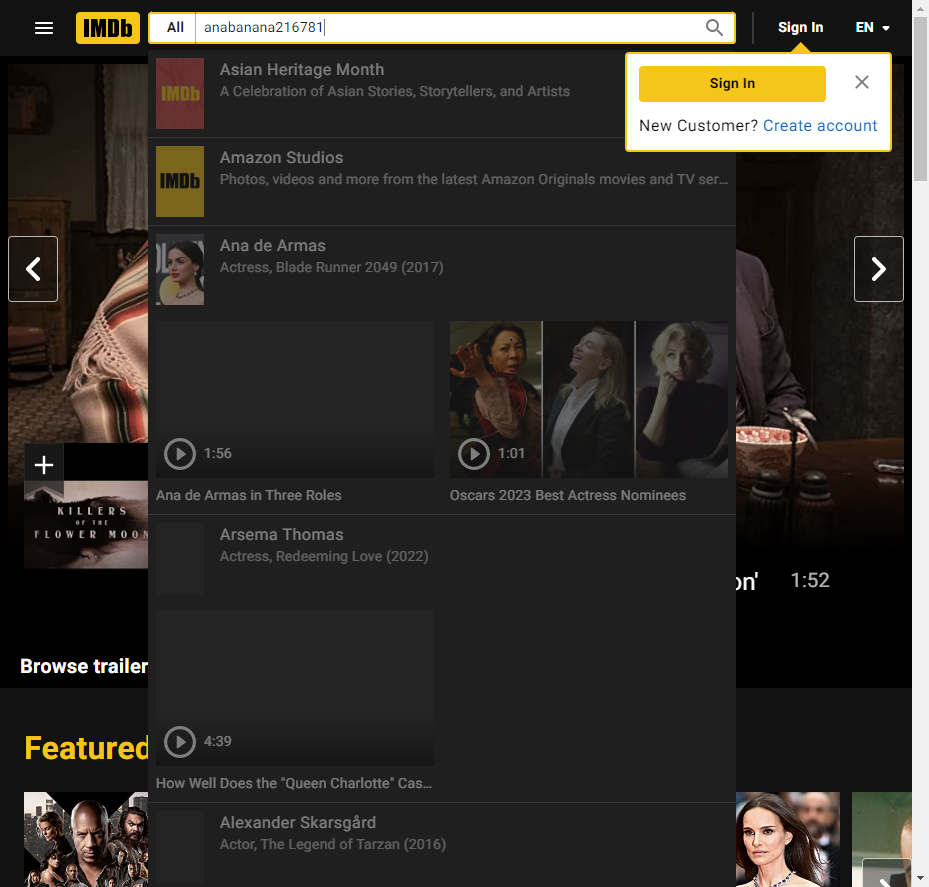 IMDb
All
anabanana216781
Sign In
EN
Sign In
New Customer? Create account
IMDb
Asian Heritage Month
A Celebration of Asian Stories, Storytellers, and Artists
IMDb
Amazon Studios
Photos, videos and more from the latest Amazon Originals movies and TV ser...
Ana de Armas
Actress, Blade Runner 2049 (2017)
1:56
1:01
Ana de Armas in Three Roles
Oscars 2023 Best Actress Nominees
KILLERS
OF THE
FLOWER MOON
Arsema Thomas
Actress, Redeeming Love (2022)
on'
1:52
Browse trailer
4:39
How Well Does the "Queen Charlotte" Cas...
Featured
Alexander Skarsgård
Actor, The Legend of Tarzan (2016)